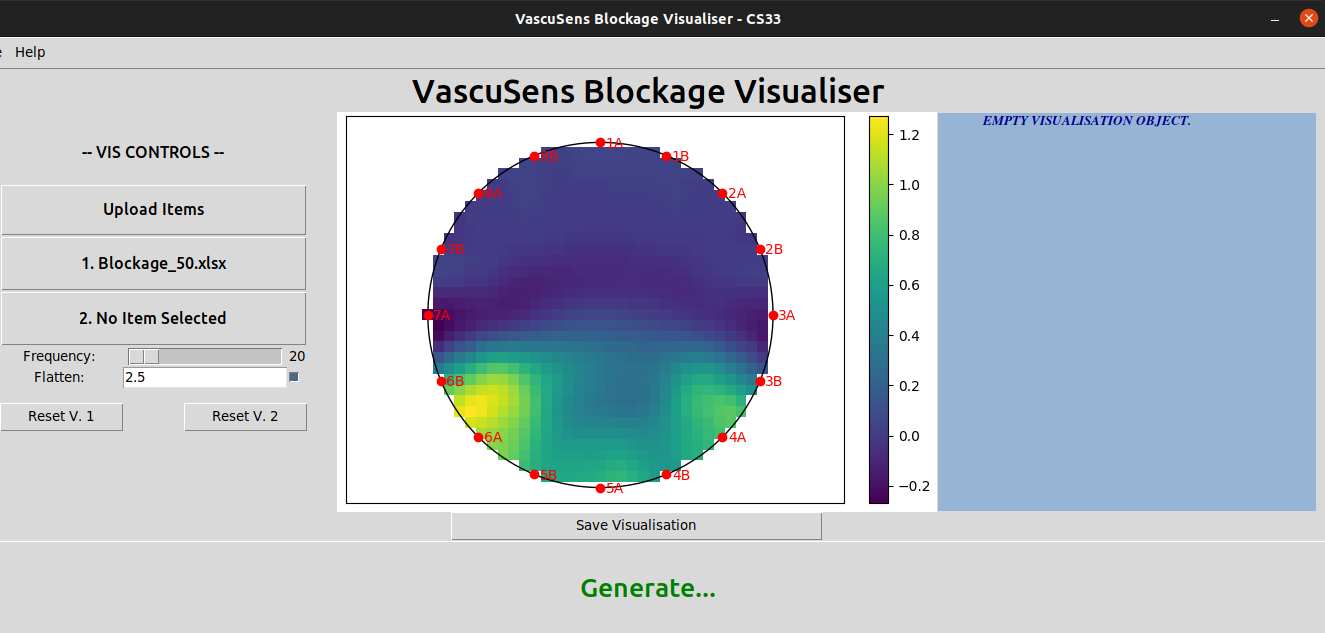 VascuSens Blockage Visualiser - CS33
Help
VascuSens Blockage Visualiser
-- VIS CONTROLS --
Upload Items
1. Blockage_50.xlsx
2. No Item Selected
Frequency: 20
Flatten: 2.5
Reset V. 1 Reset V. 2
1A
1B
2A
2B
3A
3B
4A
4B
5A
5B
6A
6B
7A
7B
8A
8B
1.2
1.0
0.8
0.6
0.4
0.2
0.0
−0.2
EMPTY VISUALISATION OBJECT.
Save Visualisation
Generate...